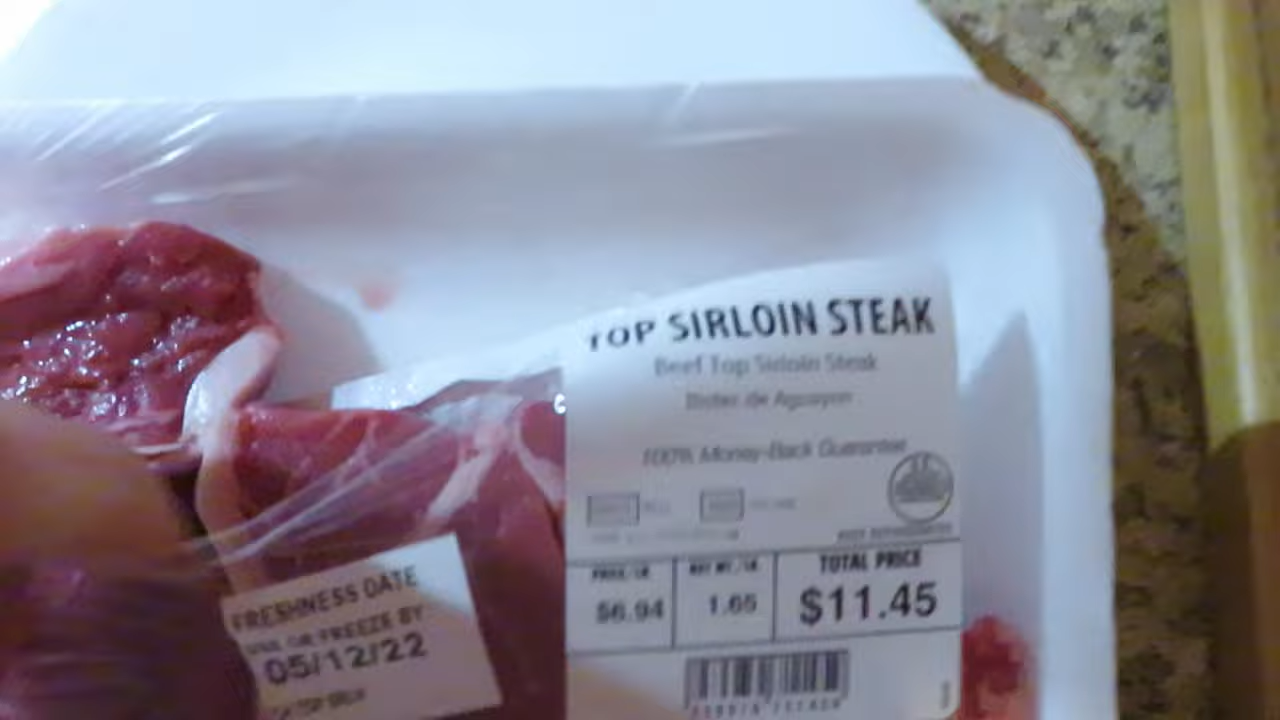 TOP SIRLOIN STEAK
Beef Top Sirloin Steak
Bistec de Aguayon
100% Money-Back Guarantee
PRICE/LB
NET WT./LB
TOTAL PRICE
$6.94
1.65
$11.45
FRESHNESS DATE
USE OR FREEZE BY
05/12/22